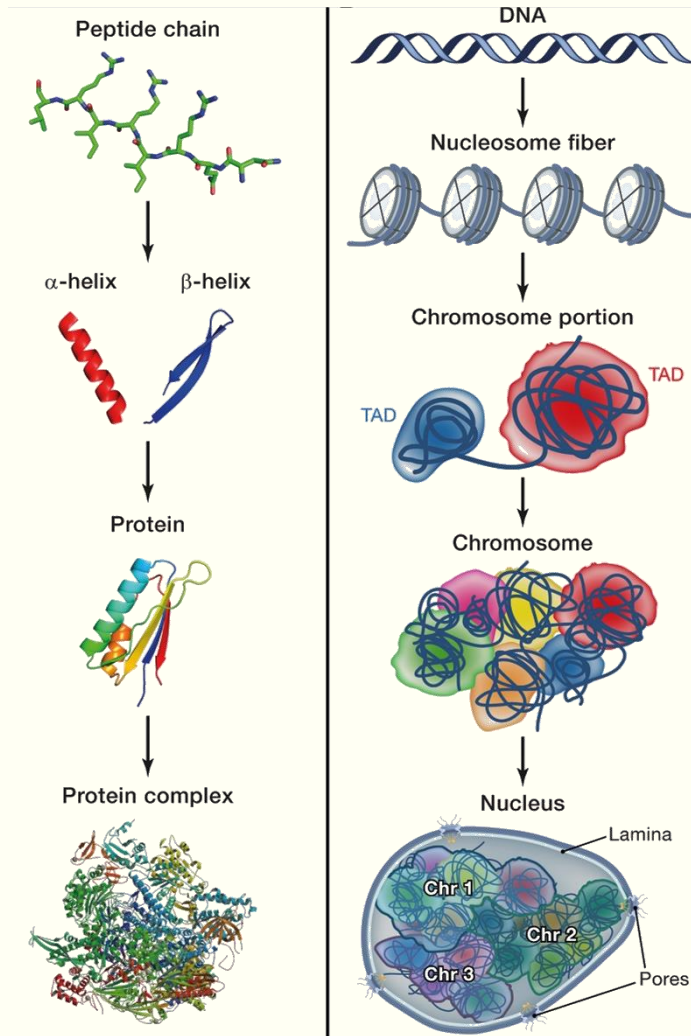 Peptide chain
α-helix
β-helix
Protein
Protein complex
DNA
Nucleosome fiber
Chromosome portion
TAD
TAD
Chromosome
Nucleus
Lamina
Chr 1
Chr 2
Chr 3
Pores